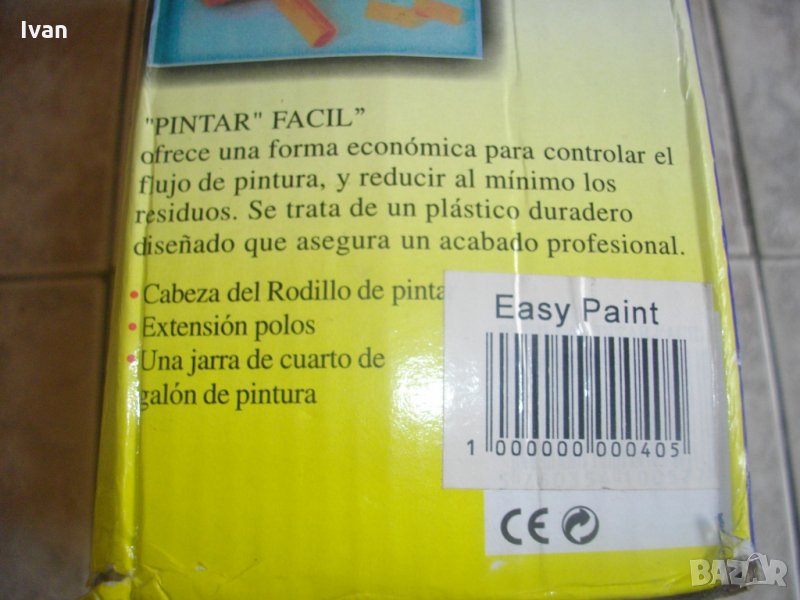 Ivan
"PINTAR" FACIL”
ofrece una forma económica para controlar el
flujo de pintura, y reducir al mínimo los
residuos. Se trata de un plástico duradero
diseñado que asegura un acabado profesional.
• Cabeza del Rodillo de pinta
• Extensión polos
• Una jarra de cuarto de
galón de pintura
Easy Paint
1 000000 000405
CE
BAZAR